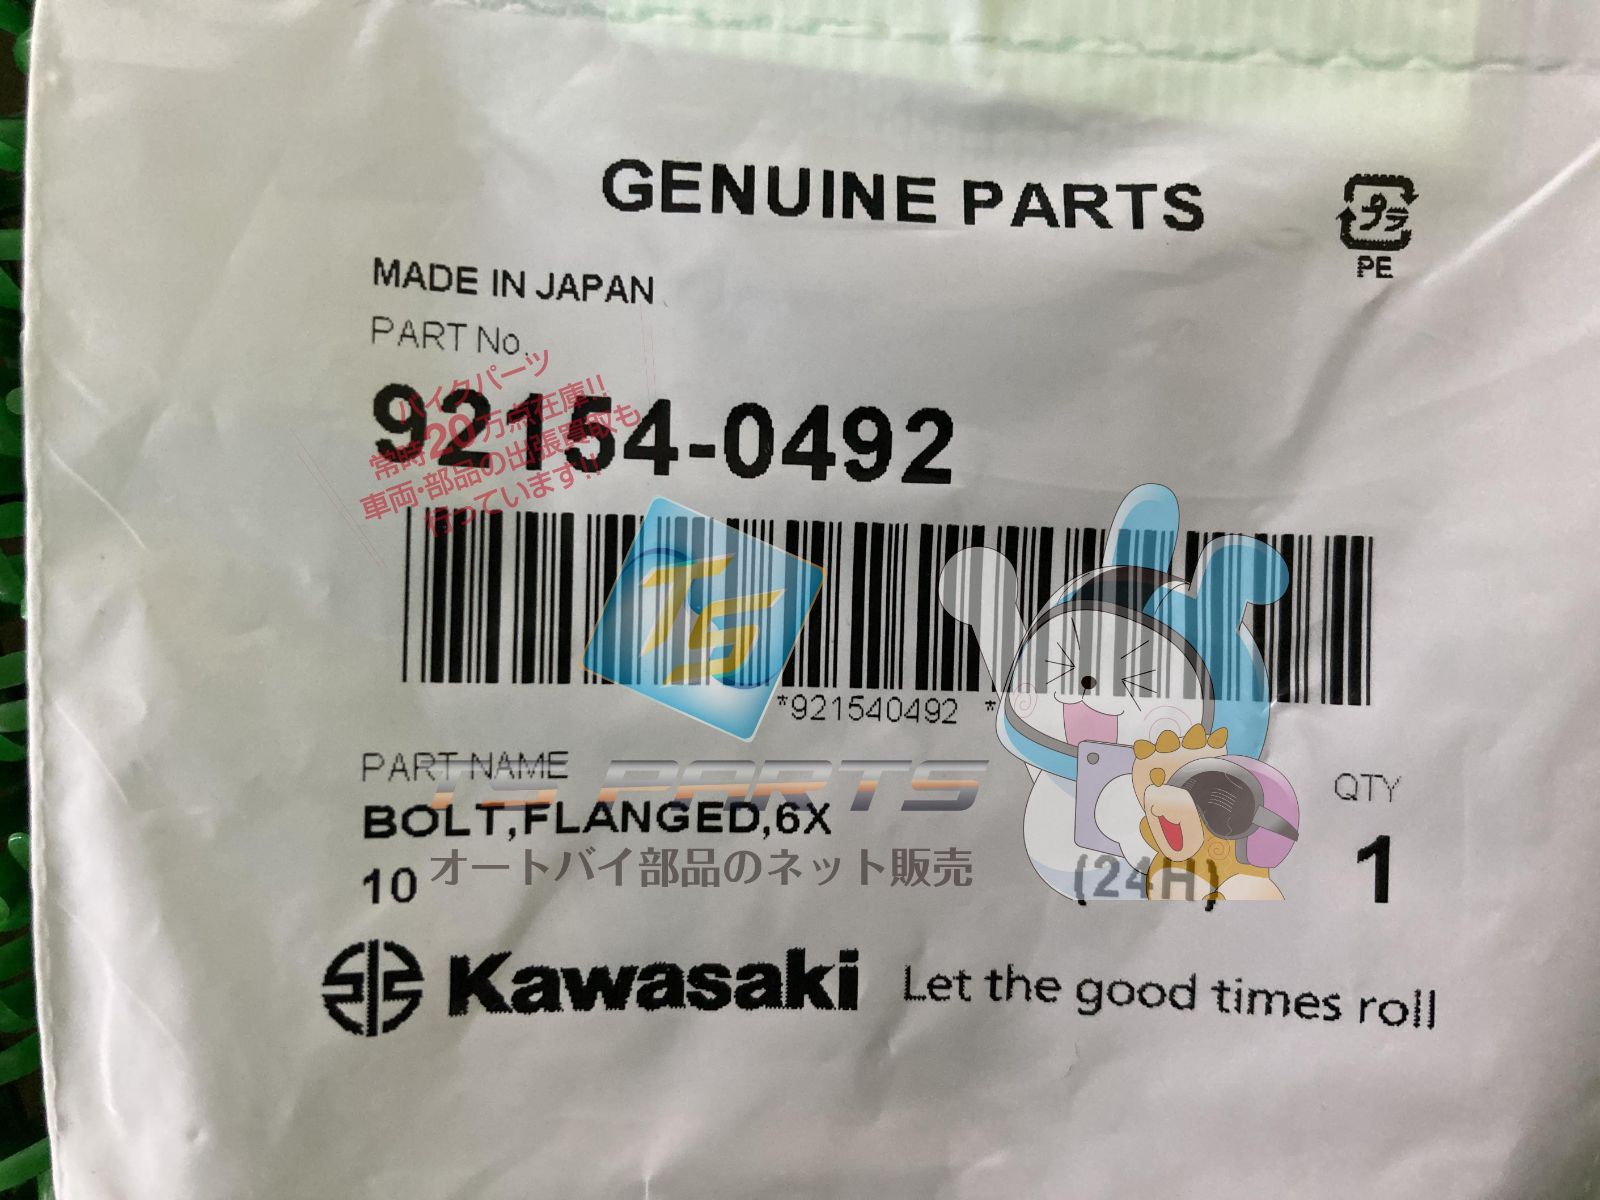 GENUINE PARTS
プラ
PE
MADE IN JAPAN
PART No.
バイクパーツ
常時20万点在庫!!
車両・部品の出張買取も
行っています!!
92154-0492
TS
*921540492 *
PART NAME
QTY
TS PARTS
BOLT,FLANGED,6X
オートバイ部品のネット販売
10
(24H)
1
Kawasaki
Let the good times roll